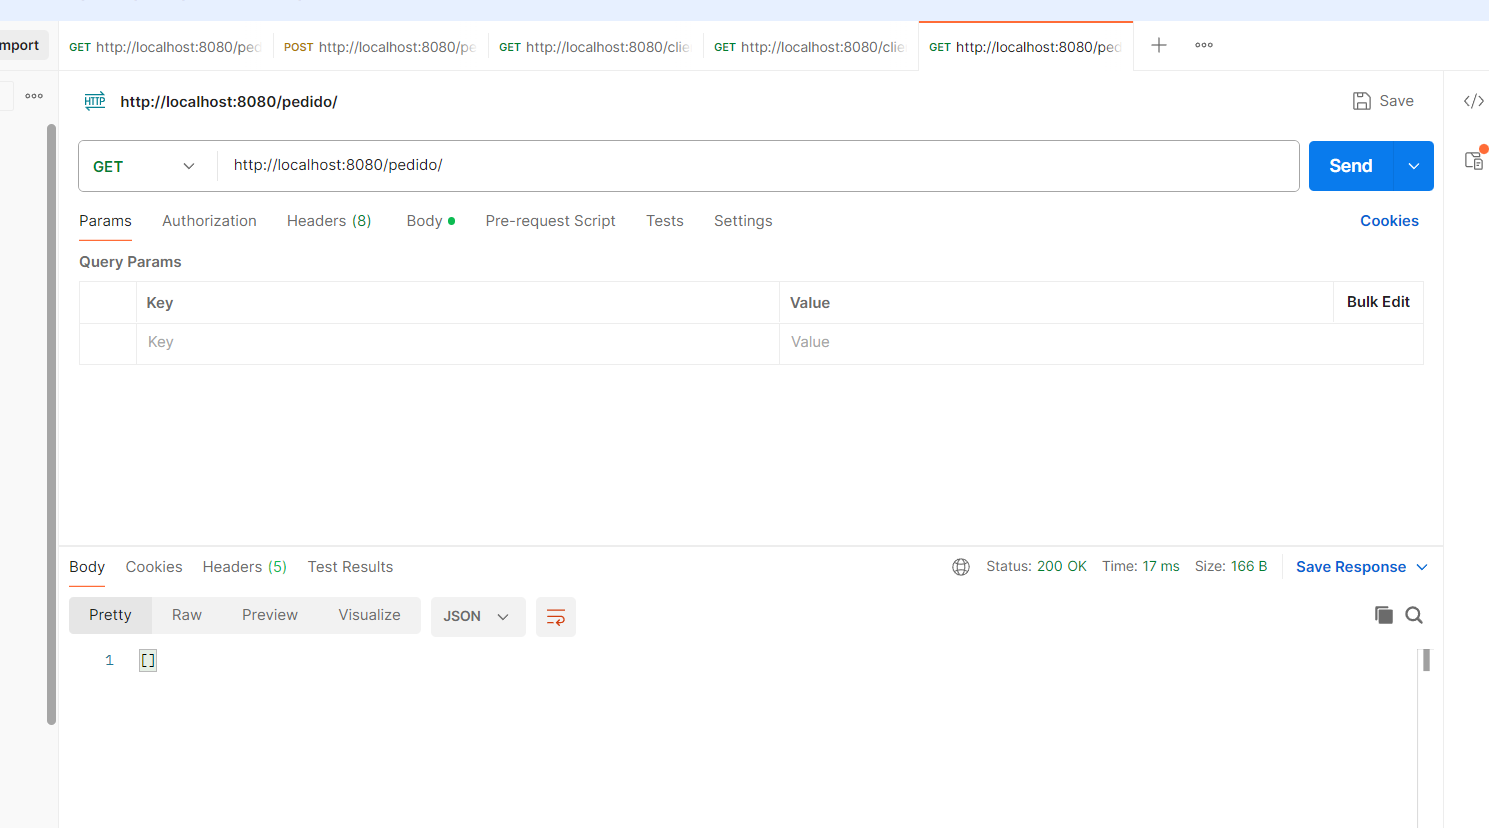 mport
GET http://localhost:8080/ped
POST http://localhost:8080/pe
GET http://localhost:8080/clie
GET http://localhost:8080/clie
GET http://localhost:8080/ped
HTTP http://localhost:8080/pedido/
Save
GET http://localhost:8080/pedido/
Send
Params Authorization Headers (8) Body Pre-request Script Tests Settings Cookies
Query Params
Key Value Bulk Edit
Key Value
Body Cookies Headers (5) Test Results Status: 200 OK Time: 17 ms Size: 166 B Save Response
Pretty Raw Preview Visualize JSON
1 []